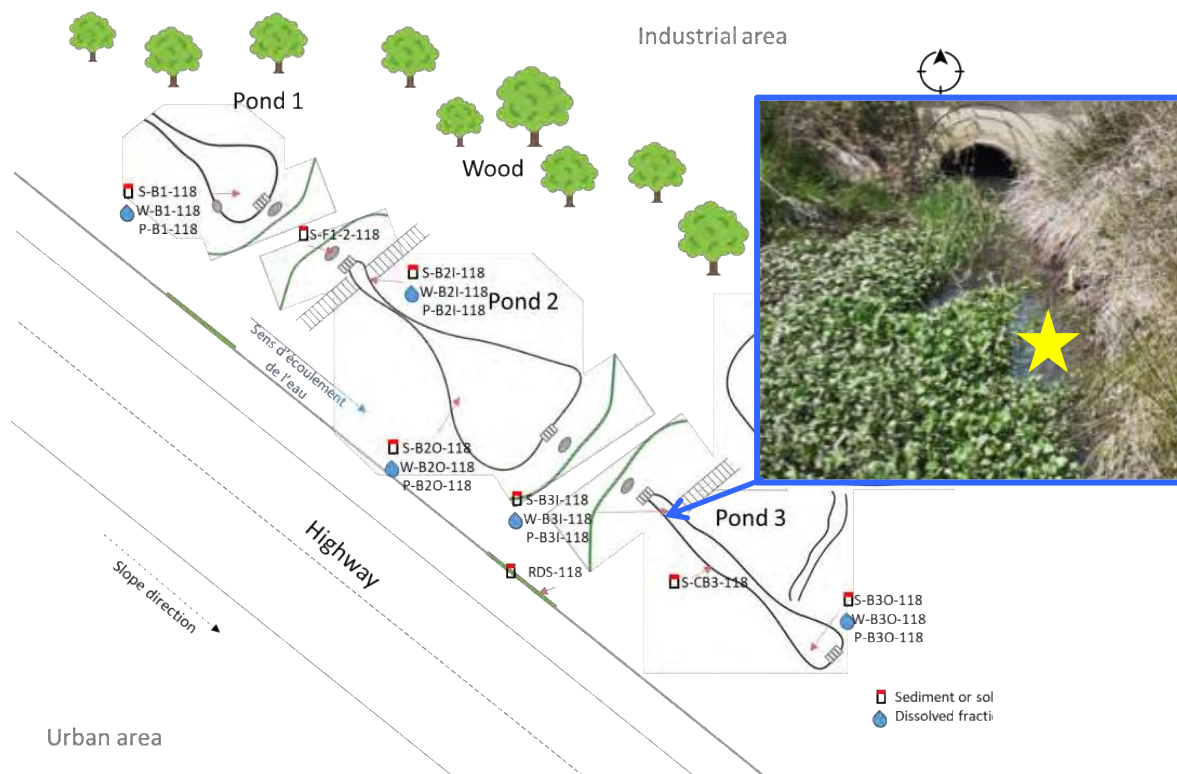 Industrial area
Pond 1
Wood
S-B1-118
W-B1-118
P-B1-118
S-F1-2-118
S-B2I-118
W-B2I-118
P-B2I-118
Pond 2
Sens d'écoulement
de l'eau
S-B2O-118
W-B2O-118
P-B2O-118
S-B3I-118
W-B3I-118
P-B3I-118
Pond 3
Highway
RDS-118
S-CB3-118
Slope direction
S-B3O-118
W-B3O-118
P-B3O-118
Sediment or soi
Dissolved fracti
Urban area